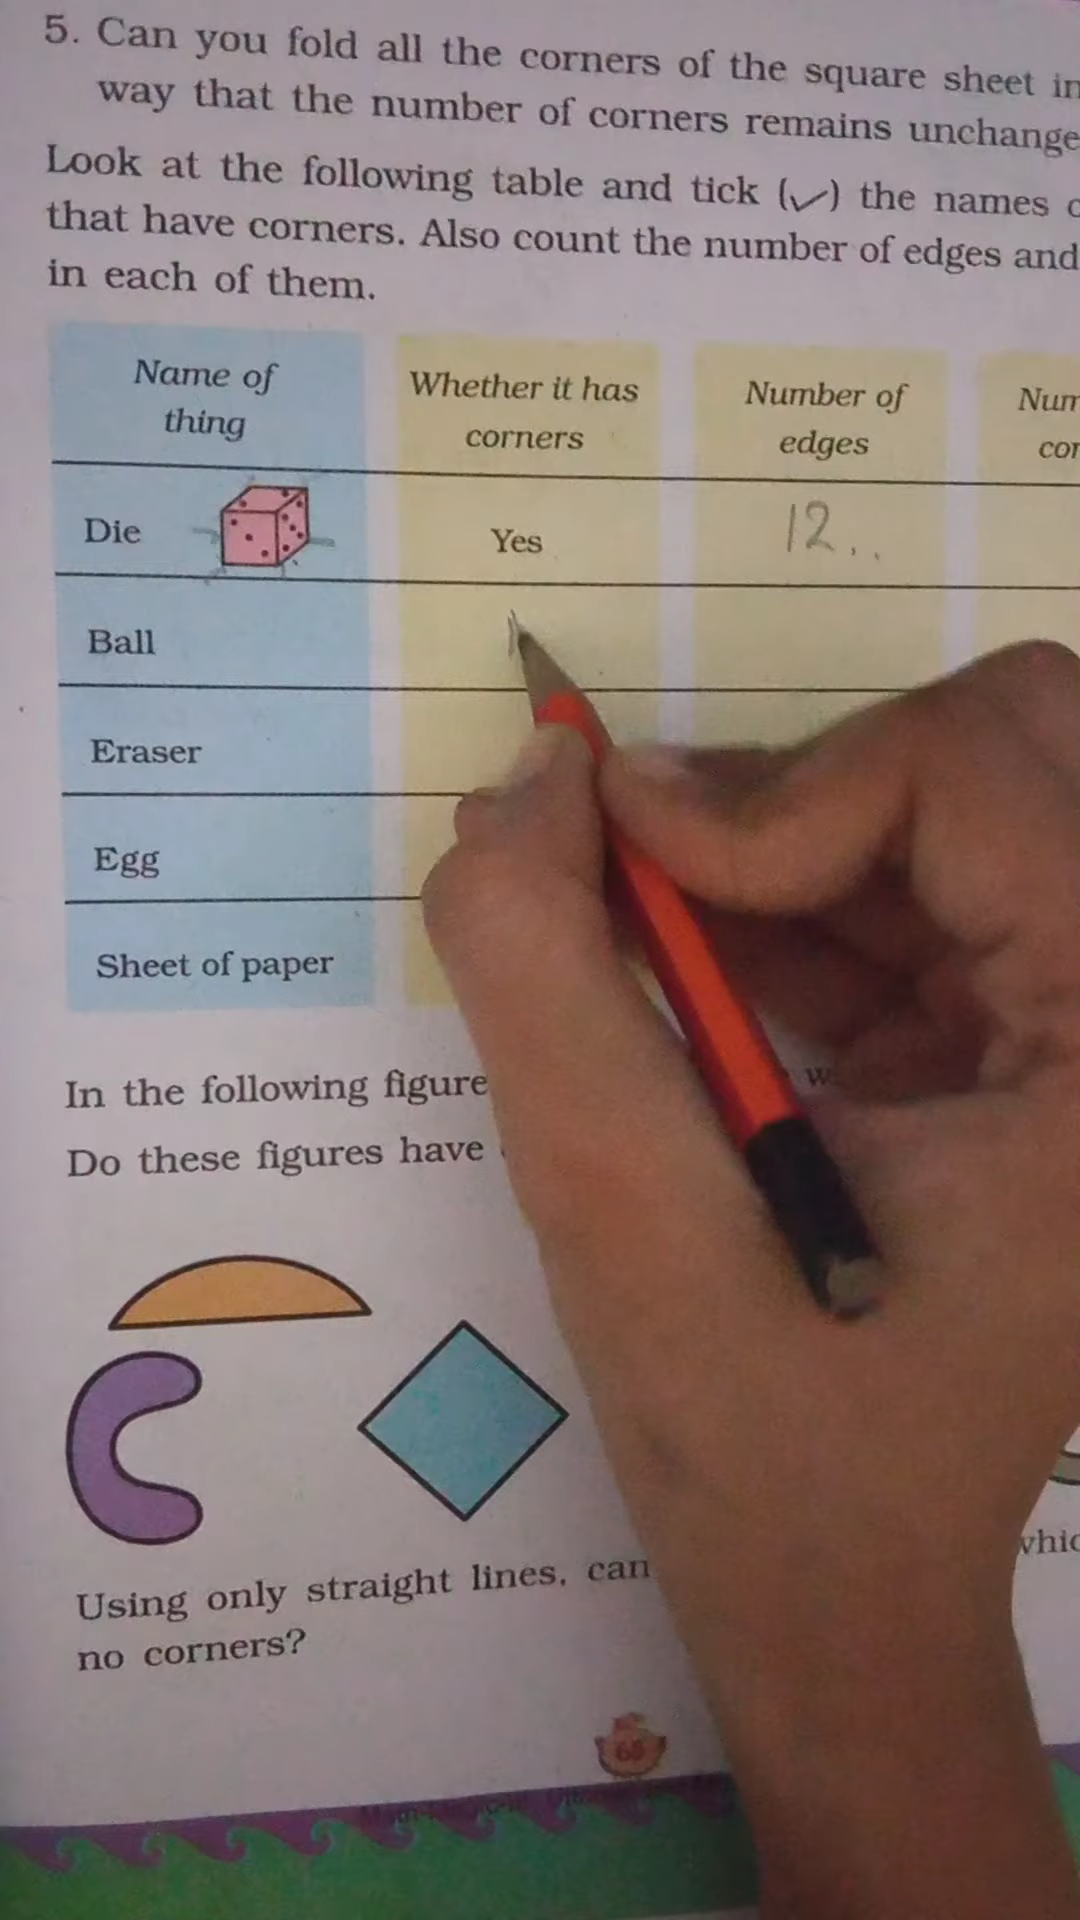 5. Can you fold all the corners of the square sheet in
way that the number of corners remains unchange
Look at the following table and tick (✓) the names
that have corners. Also count the number of edges and
in each of them.
Name of thing Whether it has corners Number of edges
Die Yes 12..
Ball
Eraser
Egg
Sheet of paper
In the following figure
Do these figures have
Using only straight lines, can
no corners?
65